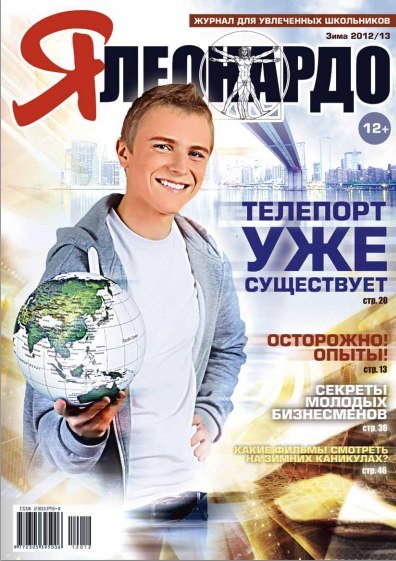 ЖУРНАЛ ДЛЯ УВЛЕЧЕННЫХ ШКОЛЬНИКОВ
Зима 2012/13
Я ЛЕОНАРДО
12+
ТЕЛЕПОРТ
УЖЕ
СУЩЕСТВУЕТ
стр. 20
ОСТОРОЖНО!
ОПЫТЫ!
стр. 13
СЕКРЕТЫ
МОЛОДЫХ
БИЗНЕСМЕНОВ
стр. 36
КАКИЕ ФИЛЬМЫ СМОТРЕТЬ
НА ЗИМНИХ КАНИКУЛАХ?
стр. 46
12012